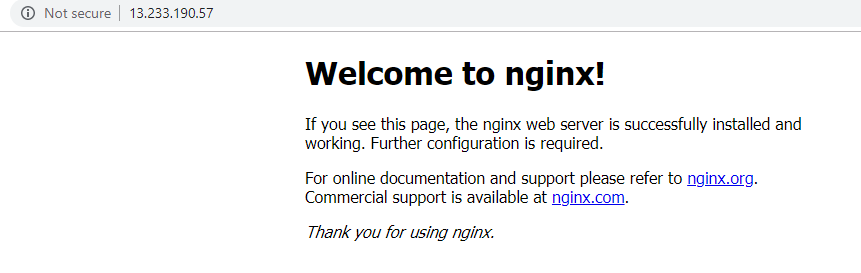 Not secure | 13.233.190.57
Welcome to nginx!
If you see this page, the nginx web server is successfully installed and
working. Further configuration is required.
For online documentation and support please refer to nginx.org.
Commercial support is available at nginx.com.
Thank you for using nginx.